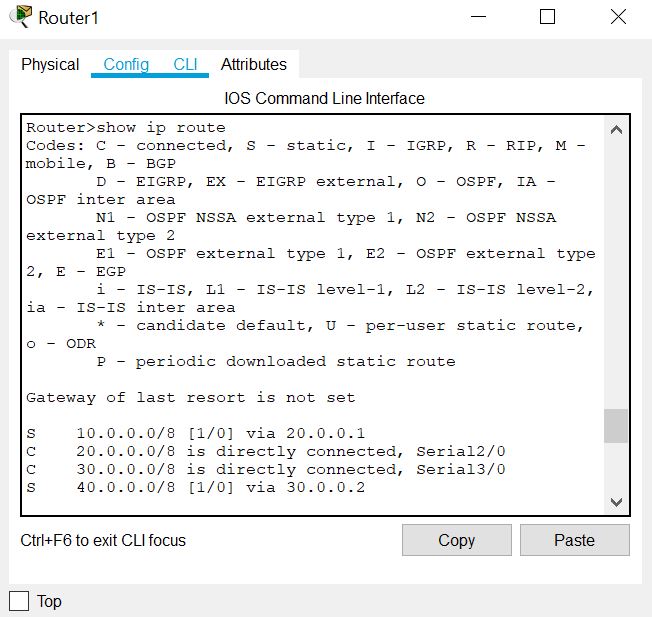 Router1
Physical Config CLI Attributes
IOS Command Line Interface
Router>show ip route
Codes: C - connected, S - static, I - IGRP, R - RIP, M -
mobile, B - BGP
       D - EIGRP, EX - EIGRP external, O - OSPF, IA -
OSPF inter area
       N1 - OSPF NSSA external type 1, N2 - OSPF NSSA
external type 2
       E1 - OSPF external type 1, E2 - OSPF external type
2, E - EGP
       i - IS-IS, L1 - IS-IS level-1, L2 - IS-IS level-2,
ia - IS-IS inter area
       * - candidate default, U - per-user static route,
o - ODR
       P - periodic downloaded static route
Gateway of last resort is not set
S    10.0.0.0/8 [1/0] via 20.0.0.1
C    20.0.0.0/8 is directly connected, Serial2/0
C    30.0.0.0/8 is directly connected, Serial3/0
S    40.0.0.0/8 [1/0] via 30.0.0.2
Ctrl+F6 to exit CLI focus
Copy
Paste
Top